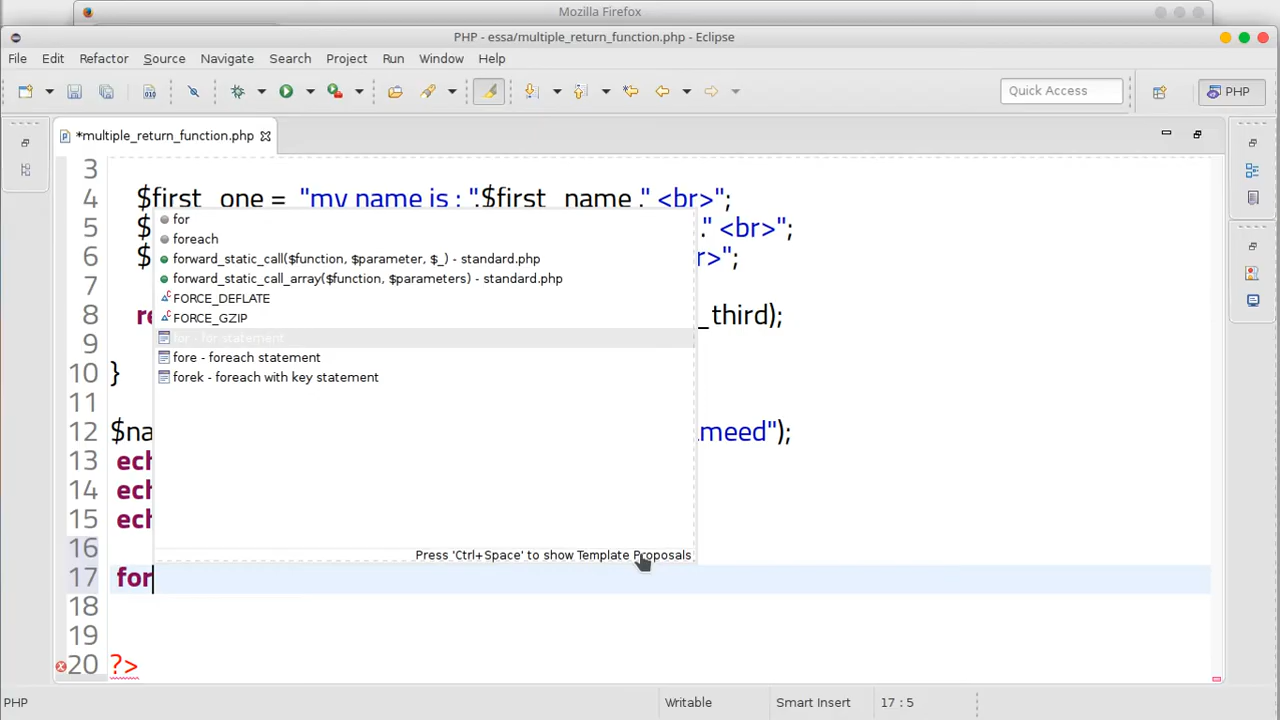 Mozilla Firefox
PHP - essa/multiple_return_function.php - Eclipse
File Edit Refactor Source Navigate Search Project Run Window Help
Quick Access
PHP
*multiple_return_function.php
3
4 $first_one = "my name is : ".$first_name ." <br>";
5 $ ." <br>";
6 $ r>";
7
8 re _third);
9
10 }
11
12 $na meed");
13 ech
14 ech
15 ech
16
17 for
18
19
20 ?>
for
foreach
forward_static_call($function, $parameter, $_) - standard.php
forward_static_call_array($function, $parameters) - standard.php
FORCE_DEFLATE
FORCE_GZIP
for - for statement
fore - foreach statement
forek - foreach with key statement
Press 'Ctrl+Space' to show Template Proposals
PHP Writable Smart Insert 17 : 5